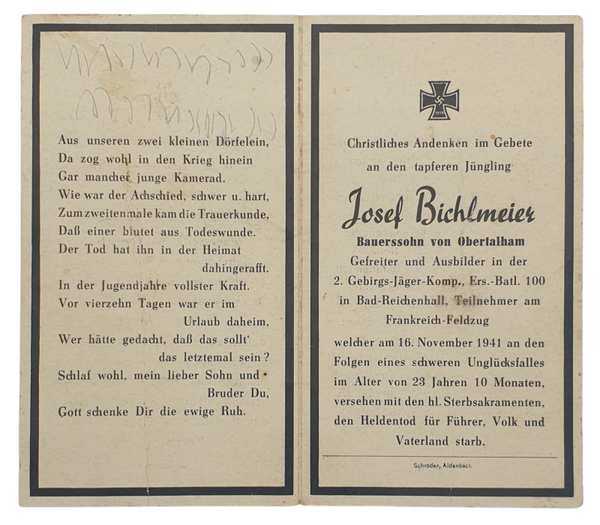 Aus unseren zwei kleinen Dörfelein,
Da zog wohl in den Krieg hinein
Gar mancher junge Kamerad.
Wie war der Achschied, schwer u. hart,
Zum zweitenmale kam die Trauerkunde,
Daß einer blutet aus Todeswunde.
Der Tod hat ihn in der Heimat
dahingerafft.
In der Jugendjahre vollster Kraft.
Vor vierzehn Tagen war er im
Urlaub daheim,
Wer hätte gedacht, daß das sollt'
das letztemal sein?
Schlaf wohl, mein lieber Sohn und
Bruder Du,
Gott schenke Dir die ewige Ruh.
Christliches Andenken im Gebete
an den tapferen Jüngling
Josef Bichlmeier
Bauerssohn von Obertalham
Gefreiter und Ausbilder in der
2. Gebirgs-Jäger-Komp., Ers.-Batl. 100
in Bad-Reichenhall, Teilnehmer am
Frankreich-Feldzug
welcher am 16. November 1941 an den
Folgen eines schweren Unglücksfalles
im Alter von 23 Jahren 10 Monaten,
versehen mit den hl. Sterbsakramenten,
den Heldentod für Führer, Volk und
Vaterland starb.
Schröder, Aidenbach